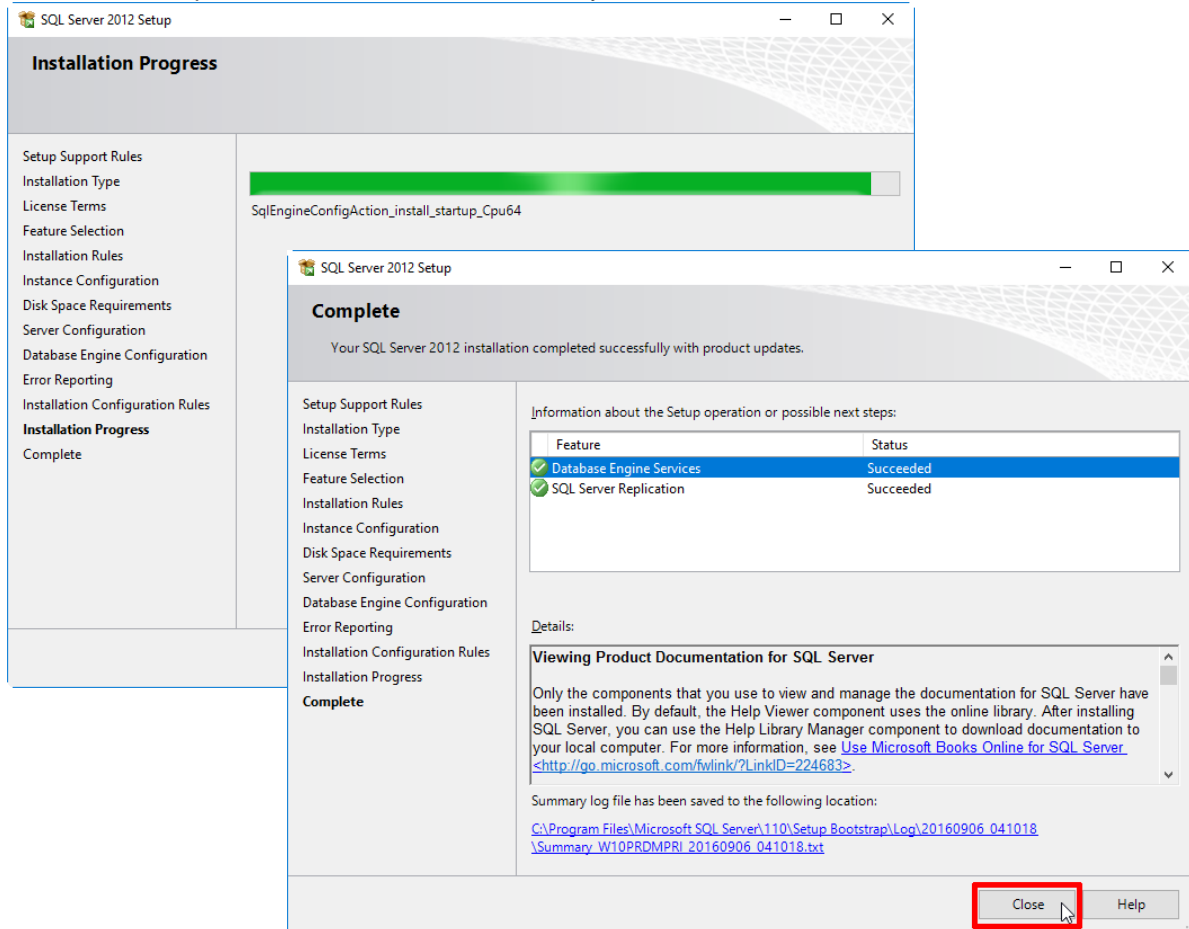 SQL Server 2012 Setup
Installation Progress
Setup Support Rules
Installation Type
License Terms
Feature Selection
Installation Rules
Instance Configuration
Disk Space Requirements
Server Configuration
Database Engine Configuration
Error Reporting
Installation Configuration Rules
Installation Progress
Complete
SqlEngineConfigAction_install_startup_Cpu64
SQL Server 2012 Setup
Complete
Your SQL Server 2012 installation completed successfully with product updates.
Setup Support Rules
Installation Type
License Terms
Feature Selection
Installation Rules
Instance Configuration
Disk Space Requirements
Server Configuration
Database Engine Configuration
Error Reporting
Installation Configuration Rules
Installation Progress
Complete
Information about the Setup operation or possible next steps:
Feature Status
Database Engine Services Succeeded
SQL Server Replication Succeeded
Details:
Viewing Product Documentation for SQL Server
Only the components that you use to view and manage the documentation for SQL Server have
been installed. By default, the Help Viewer component uses the online library. After installing
SQL Server, you can use the Help Library Manager component to download documentation to
your local computer. For more information, see Use Microsoft Books Online for SQL Server
<http://go.microsoft.com/fwlink/?LinkID=224683>.
Summary log file has been saved to the following location:
C:\Program Files\Microsoft SQL Server\110\Setup Bootstrap\Log\20160906_041018
\Summary_W10PRDMPRI_20160906_041018.txt
Close Help